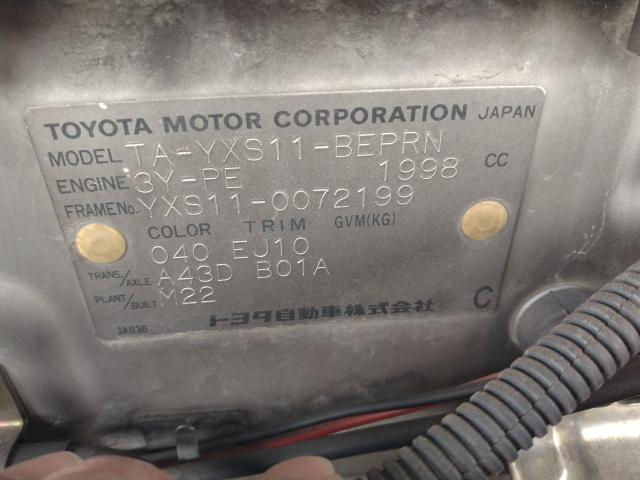 TOYOTA MOTOR CORPORATION JAPAN
MODEL TA-YXS11-BEPRN
ENGINE 3Y-PE 1998 CC
FRAME No. YXS11-0072199
COLOR TRIM GVM(KG)
040 EJ10
TRANS./AXLE A43D B01A
PLANT/BUILT M22
トヨタ自動車株式会社 C
3A03B